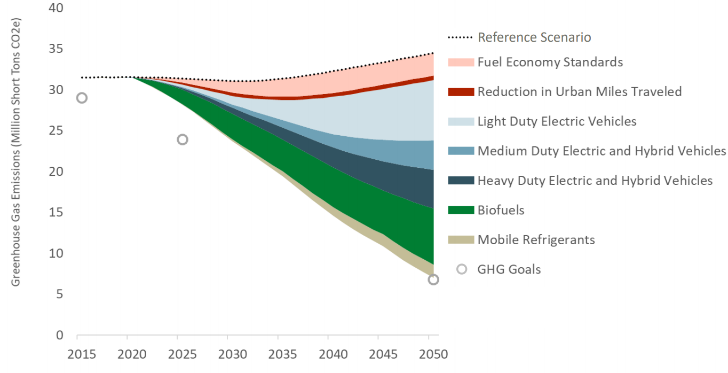 Greenhouse Gas Emissions (Million Short Tons CO2e)
40
35
30
25
20
15
10
5
0
2015 2020 2025 2030 2035 2040 2045 2050
Reference Scenario
Fuel Economy Standards
Reduction in Urban Miles Traveled
Light Duty Electric Vehicles
Medium Duty Electric and Hybrid Vehicles
Heavy Duty Electric and Hybrid Vehicles
Biofuels
Mobile Refrigerants
GHG Goals